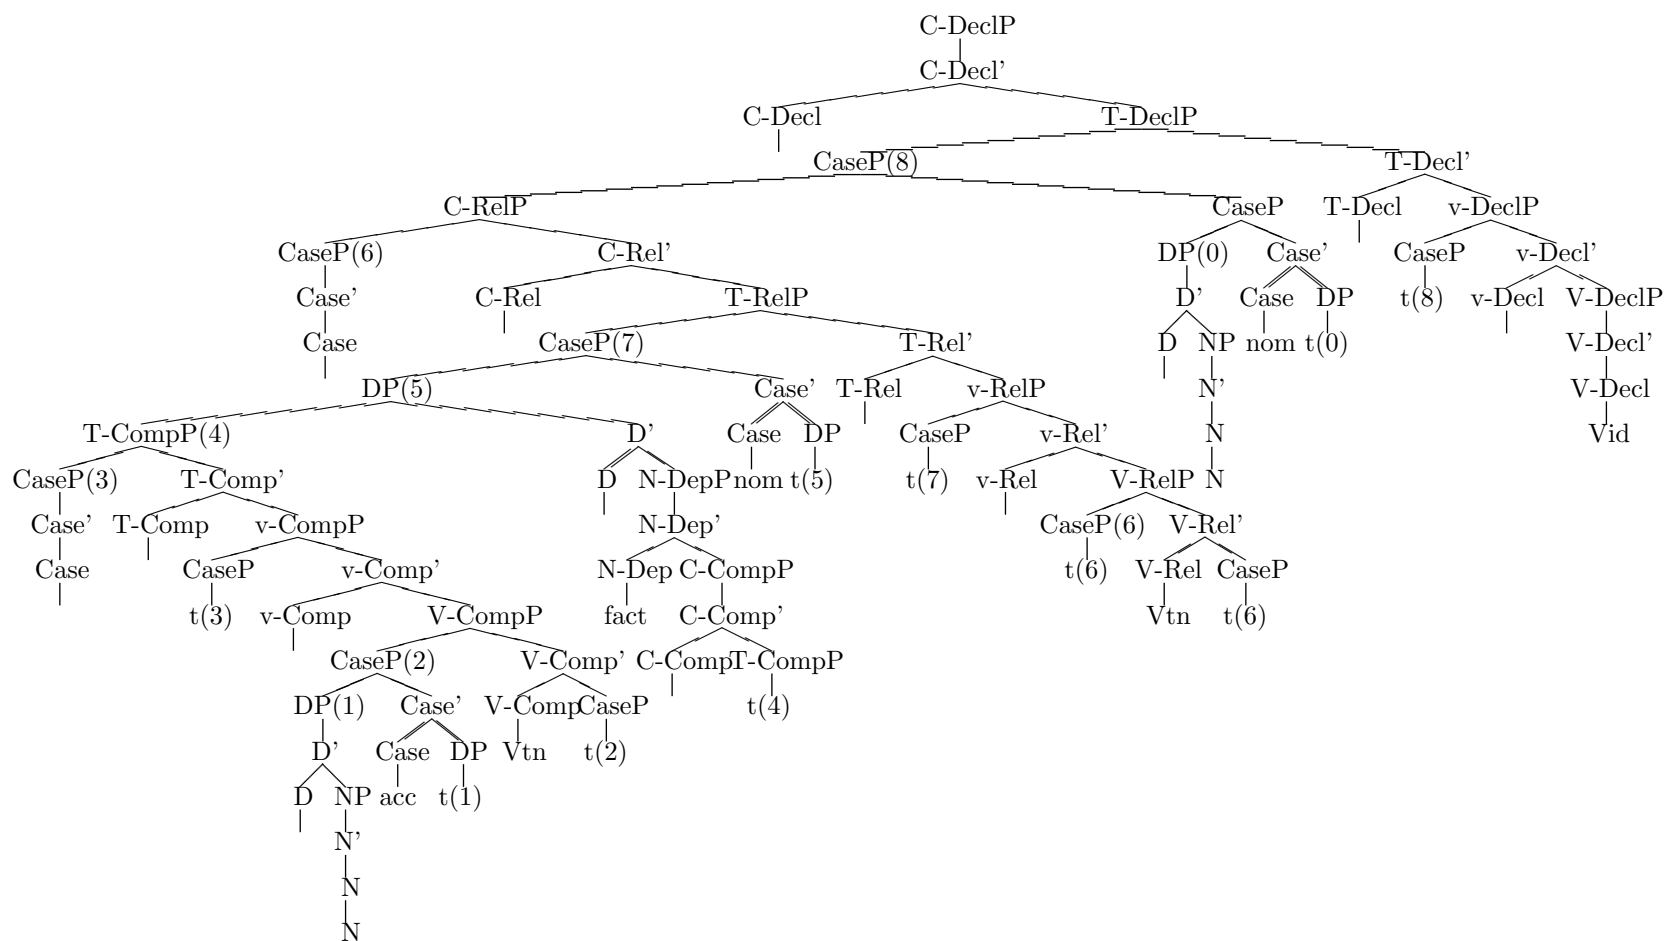 C-DeclP
C-Decl'
C-Decl T-DeclP
CaseP(8) T-Decl'
C-RelP CaseP T-Decl v-DeclP
CaseP(6) C-Rel' DP(0) Case' CaseP v-Decl'
Case' C-Rel T-RelP D' Case DP t(8) v-Decl V-DeclP
Case CaseP(7) T-Rel' D NP nom t(0) V-Decl'
DP(5) Case' T-Rel v-RelP N' V-Decl
T-CompP(4) D' Case DP CaseP v-Rel' N Vid
CaseP(3) T-Comp' D N-DepP nom t(5) t(7) v-Rel V-RelP N
Case' T-Comp v-CompP N-Dep' CaseP(6) V-Rel'
Case CaseP v-Comp' N-Dep C-CompP t(6) V-Rel CaseP
t(3) v-Comp V-CompP fact C-Comp' Vtn t(6)
CaseP(2) V-Comp' C-Comp T-CompP
DP(1) Case' V-Comp CaseP t(4)
D' Case DP Vtn t(2)
D NP acc t(1)
N'
N
N